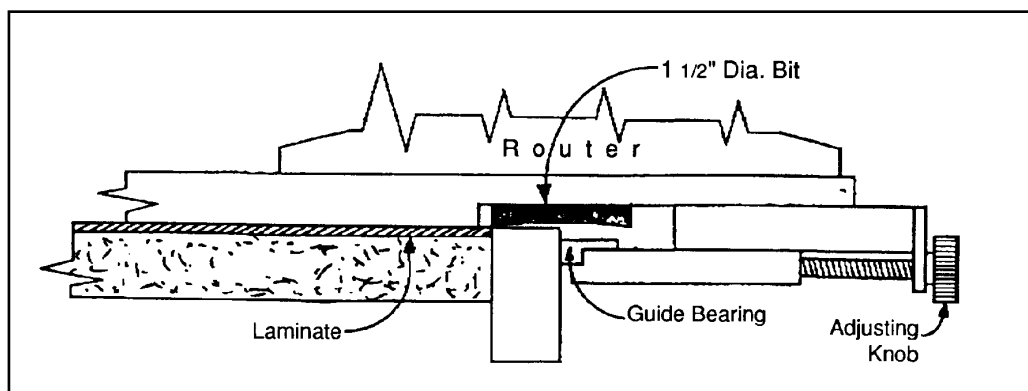 1 1/2" Dia. Bit
Router
Laminate
Guide Bearing
Adjusting
Knob